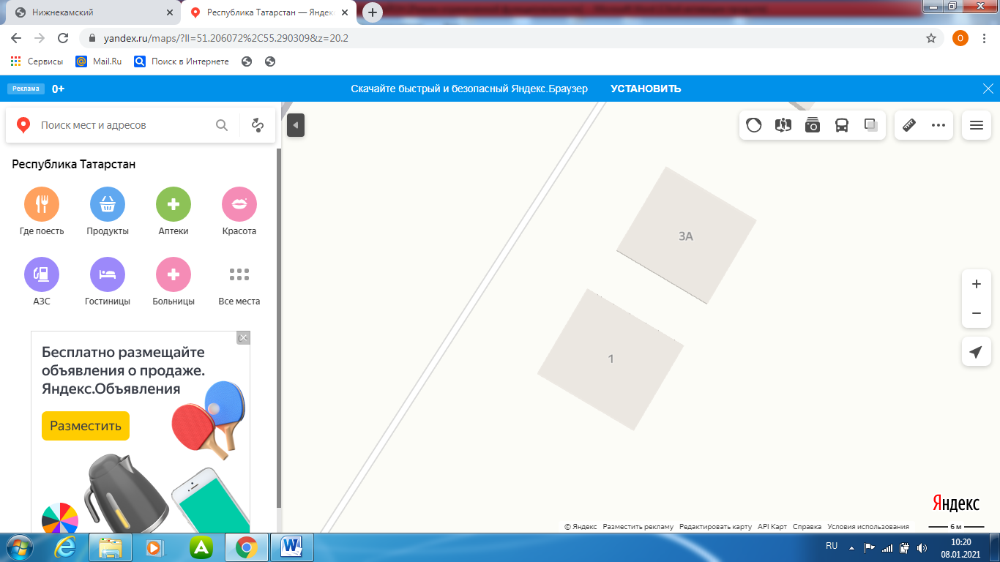 Нижнекамский
Республика Татарстан — Яндекс
yandex.ru/maps/?ll=51.206072%2C55.290309&z=20.2
О
Сервисы Mail.Ru Поиск в Интернете
Реклама 0+ Скачайте быстрый и безопасный Яндекс.Браузер УСТАНОВИТЬ
Поиск мест и адресов
Республика Татарстан
Где поесть Продукты Аптеки Красота
АЗС Гостиницы Больницы Все места
Бесплатно размещайте
объявления о продаже.
Яндекс.Объявления
Разместить
3А
1
Яндекс
© Яндекс Разместить рекламу Редактировать карту API Карт Справка Условия использования 6 м
RU 10:20
08.01.2021